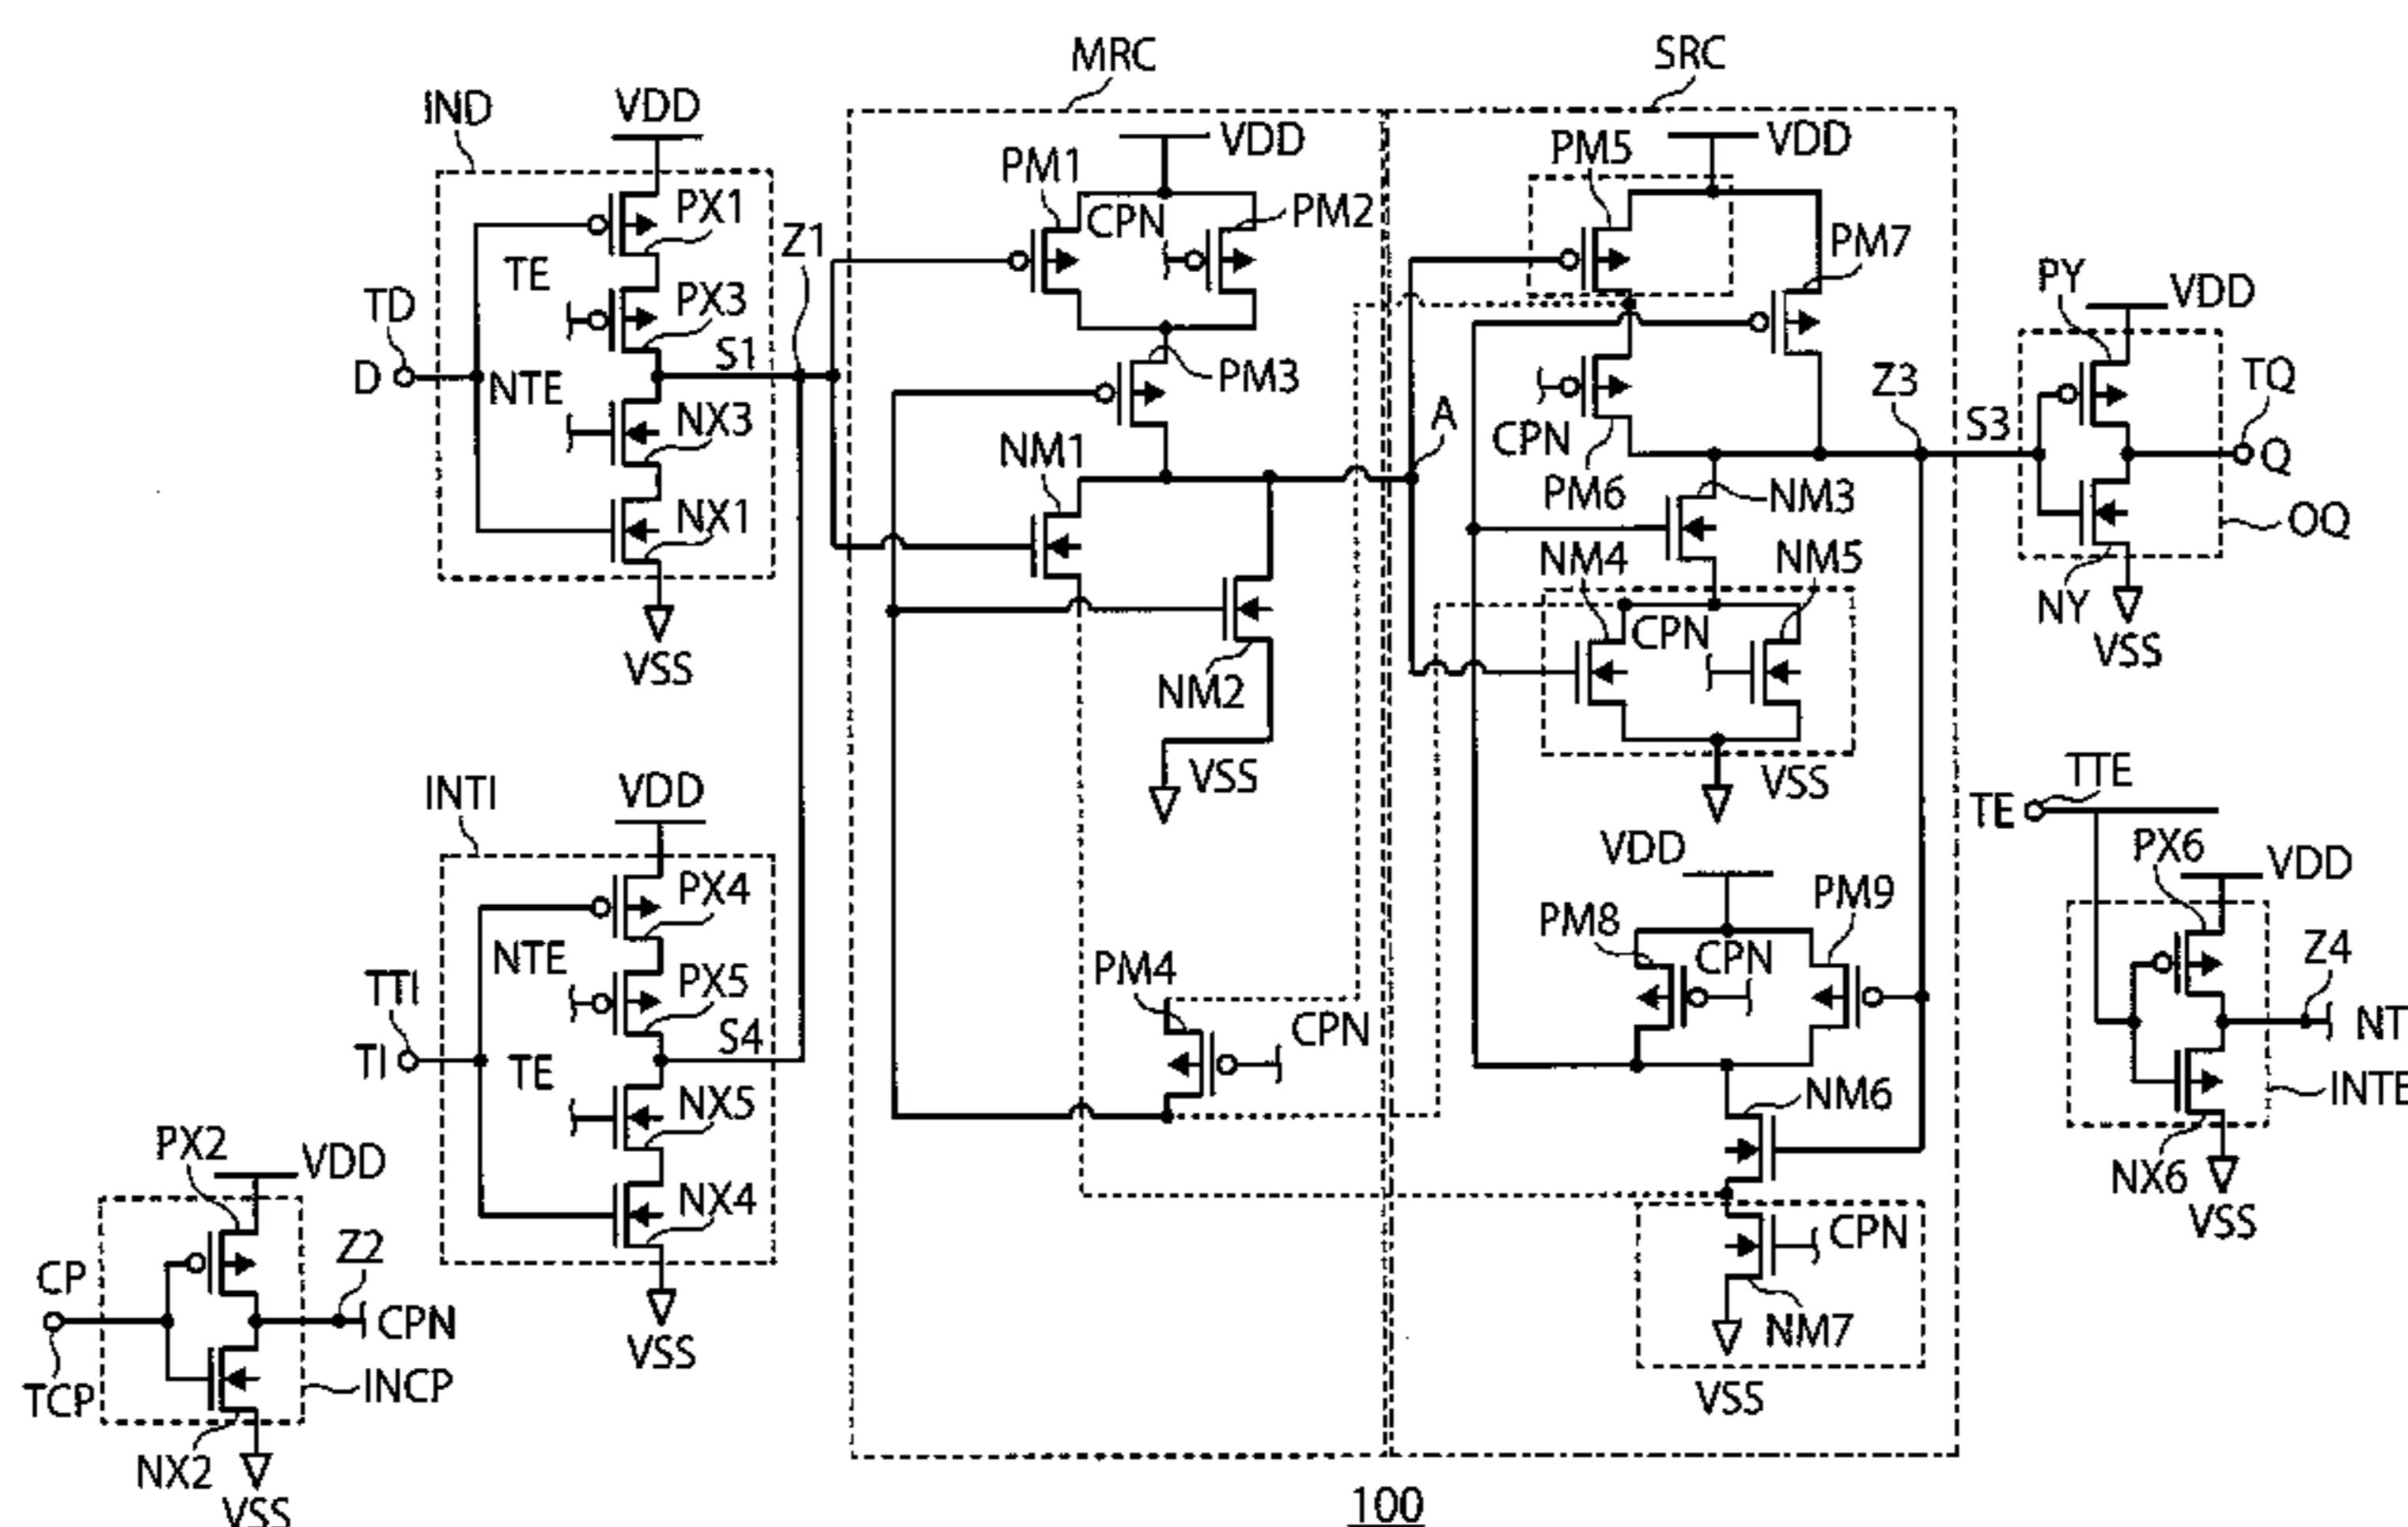 MRC
SRC
IND
VDD
PX1
TE
PX3
TD
D
NTE
S1
NX3
NX1
VSS
Z1
PM1
VDD
CPN
PM2
PM3
NM1
NM2
VSS
PM4
CPN
A
PM5
VDD
PM7
CPN
PM6
NM3
NM4
NM5
CPN
VSS
VDD
PM8
CPN
PM9
NM6
CPN
NM7
VSS
Z3
S3
PY
VDD
TQ
Q
OQ
NY
VSS
INTI
VDD
PX4
NTE
PX5
TTI
TI
S4
TE
NX5
NX4
VSS
PX2
VDD
CP
Z2
CPN
TCP
INCP
NX2
VSS
TE
TTE
PX6
VDD
Z4
NT
INTE
NX6
VSS
100